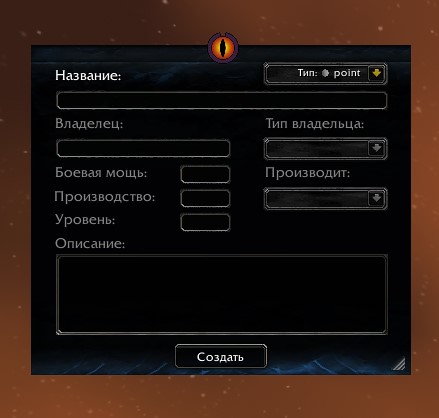 Название:
Тип: point
Владелец:
Тип владельца:
Боевая мощь:
Производит:
Производство:
Уровень:
Описание:
Создать